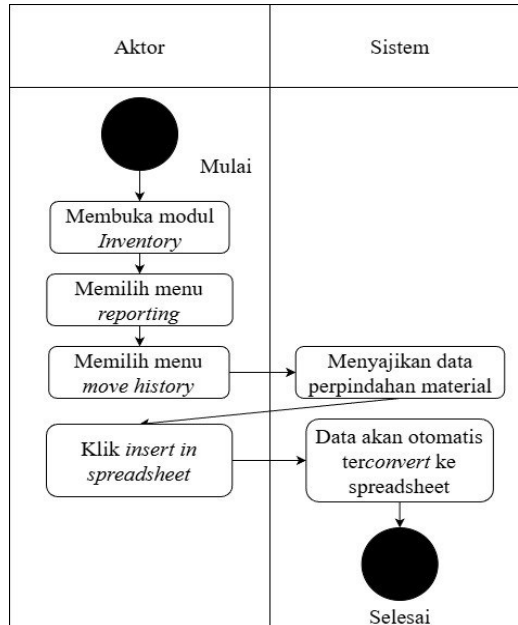 Aktor
Sistem
Mulai
Membuka modul
Inventory
Memilih menu
reporting
Memilih menu
move history
Menyajikan data
perpindahan material
Klik insert in
spreadsheet
Data akan otomatis
terconvert ke
spreadsheet
Selesai